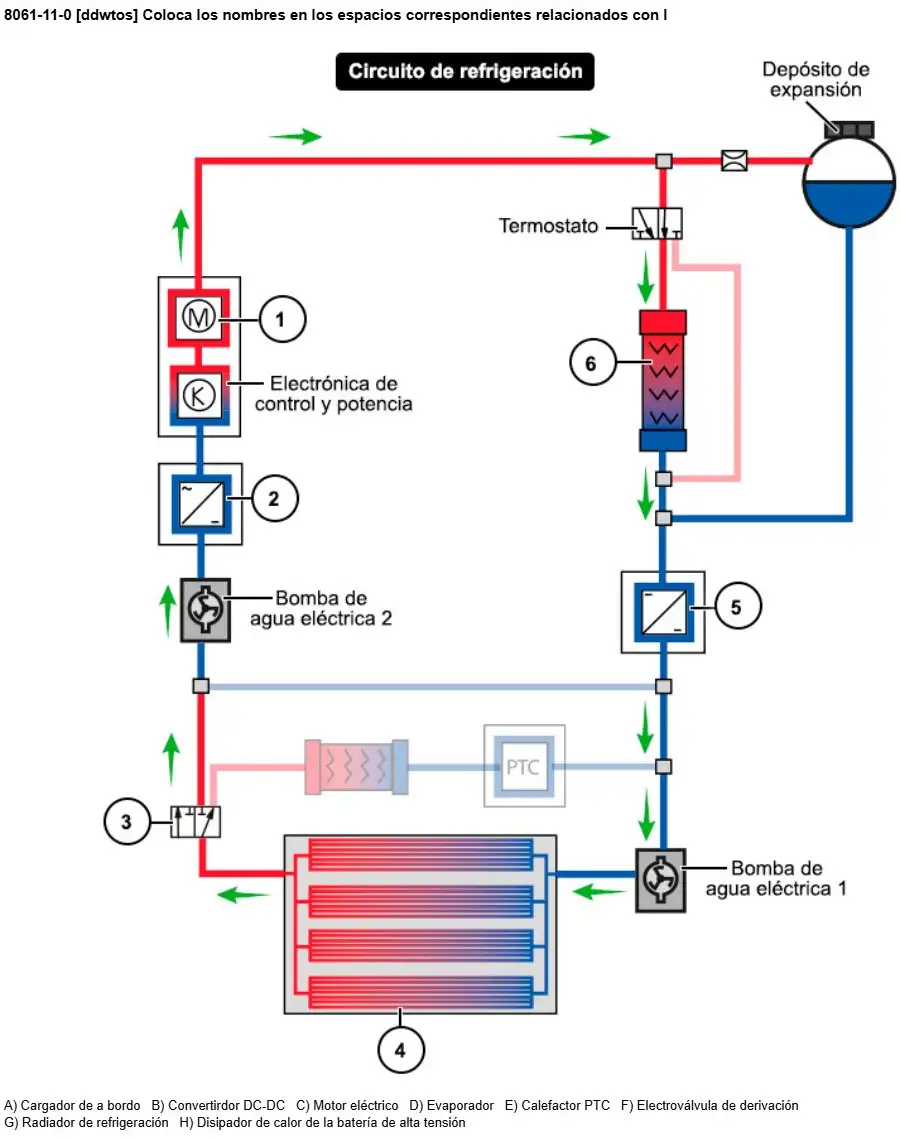 8061-11-0 [ddwtos] Coloca los nombres en los espacios correspondientes relacionados con l
Circuito de refrigeración
Depósito de
expansión
Termostato
M
1
6
K
Electrónica de
control y potencia
2
Bomba de
agua eléctrica 2
5
PTC
3
Bomba de
agua eléctrica 1
4
A) Cargador de a bordo B) Convertirdor DC-DC C) Motor eléctrico D) Evaporador E) Calefactor PTC F) Electroválvula de derivación
G) Radiador de refrigeración H) Disipador de calor de la batería de alta tensión